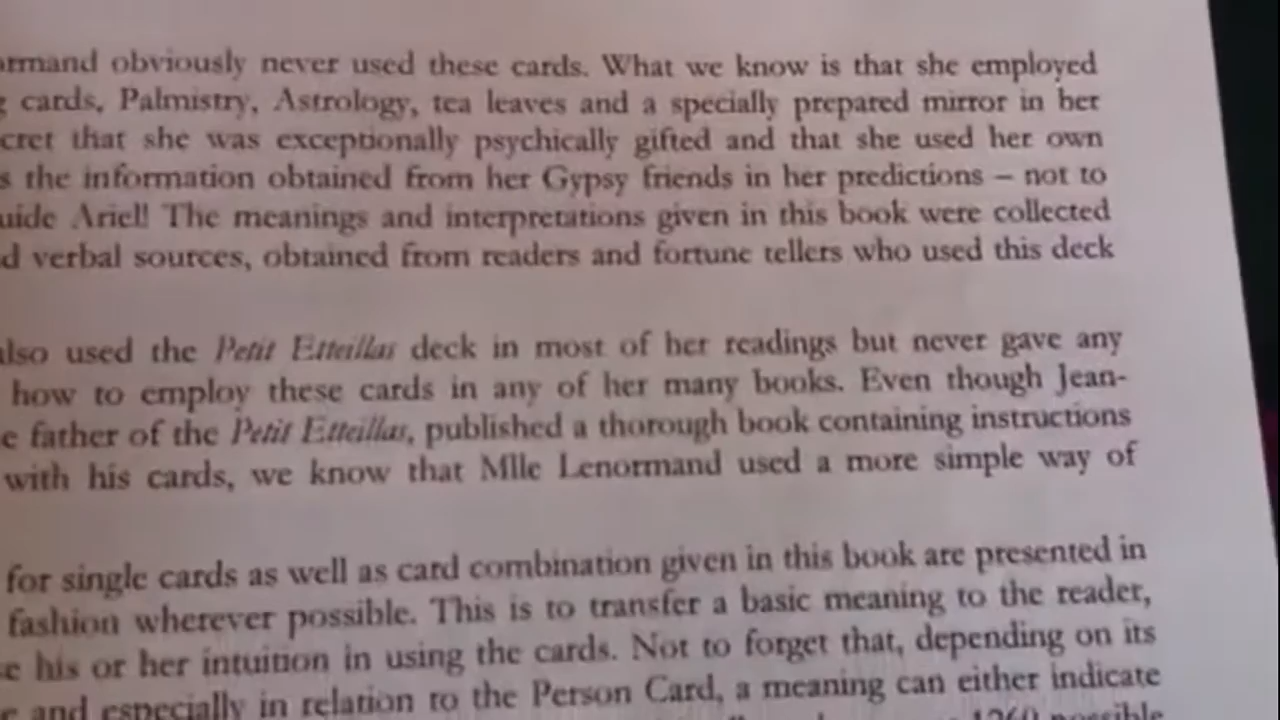 armand obviously never used these cards. What we know is that she employed
cards, Palmistry, Astrology, tea leaves and a specially prepared mirror in her
cret that she was exceptionally psychically gifted and that she used her own
s the information obtained from her Gypsy friends in her predictions – not to
uide Ariel! The meanings and interpretations given in this book were collected
d verbal sources, obtained from readers and fortune tellers who used this deck
also used the Petit Etteillas deck in most of her readings but never gave any
how to employ these cards in any of her many books. Even though Jean-
e father of the Petit Etteillas, published a thorough book containing instructions
with his cards, we know that Mlle Lenormand used a more simple way of
for single cards as well as card combination given in this book are presented in
fashion wherever possible. This is to transfer a basic meaning to the reader,
e his or her intuition in using the cards. Not to forget that, depending on its
e and especially in relation to the Person Card, a meaning can either indicate
1260 possible